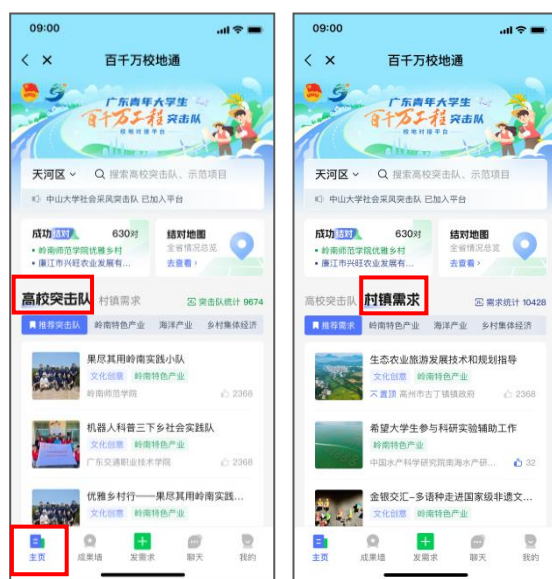 09:00
百千万校地通
广东青年大学生
百千万工程 突击队
校地对接平台
天河区 搜索高校突击队、示范项目
中山大学社会采风突击队 已加入平台
成功结对 630对
• 岭南师范学院优雅乡村
• 廉江市兴旺农业发展有...
结对地图
全省情况总览
去查看
高校突击队 村镇需求 突击队统计 9674
推荐突击队 岭南特色产业 海洋产业 乡村集体经济
果尽其用岭南实践小队
文化创意 岭南特色产业
岭南师范学院 2368
机器人科普三下乡社会实践队
文化创意 岭南特色产业
广东交通职业技术学院 2368
优雅乡村行——果尽其用岭南实践...
文化创意 岭南特色产业
主页 成果墙 发需求 聊天 我的
09:00
百千万校地通
广东青年大学生
百千万工程 突击队
校地对接平台
天河区 搜索高校突击队、示范项目
中山大学社会采风突击队 已加入平台
成功结对 630对
• 岭南师范学院优雅乡村
• 廉江市兴旺农业发展有...
结对地图
全省情况总览
去查看
高校突击队 村镇需求 需求统计 10428
推荐需求 岭南特色产业 海洋产业 乡村集体经济
生态农业旅游发展技术和规划指导
文化创意 岭南特色产业
置顶 高州市古丁镇镇政府 2368
希望大学生参与科研实验辅助工作
岭南特色产业
中国水产科学研究院南海水产研... 32
金银交汇-多语种走进国家级非遗文...
文化创意 岭南特色产业
主页 成果墙 发需求 聊天 我的